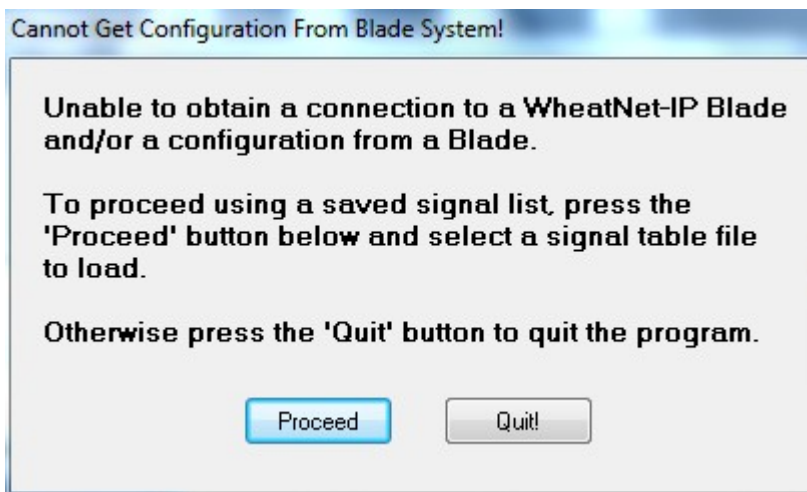 Cannot Get Configuration From Blade System!
Unable to obtain a connection to a WheatNet-IP Blade
and/or a configuration from a Blade.
To proceed using a saved signal list, press the
'Proceed' button below and select a signal table file
to load.
Otherwise press the 'Quit' button to quit the program.
Proceed
Quit!